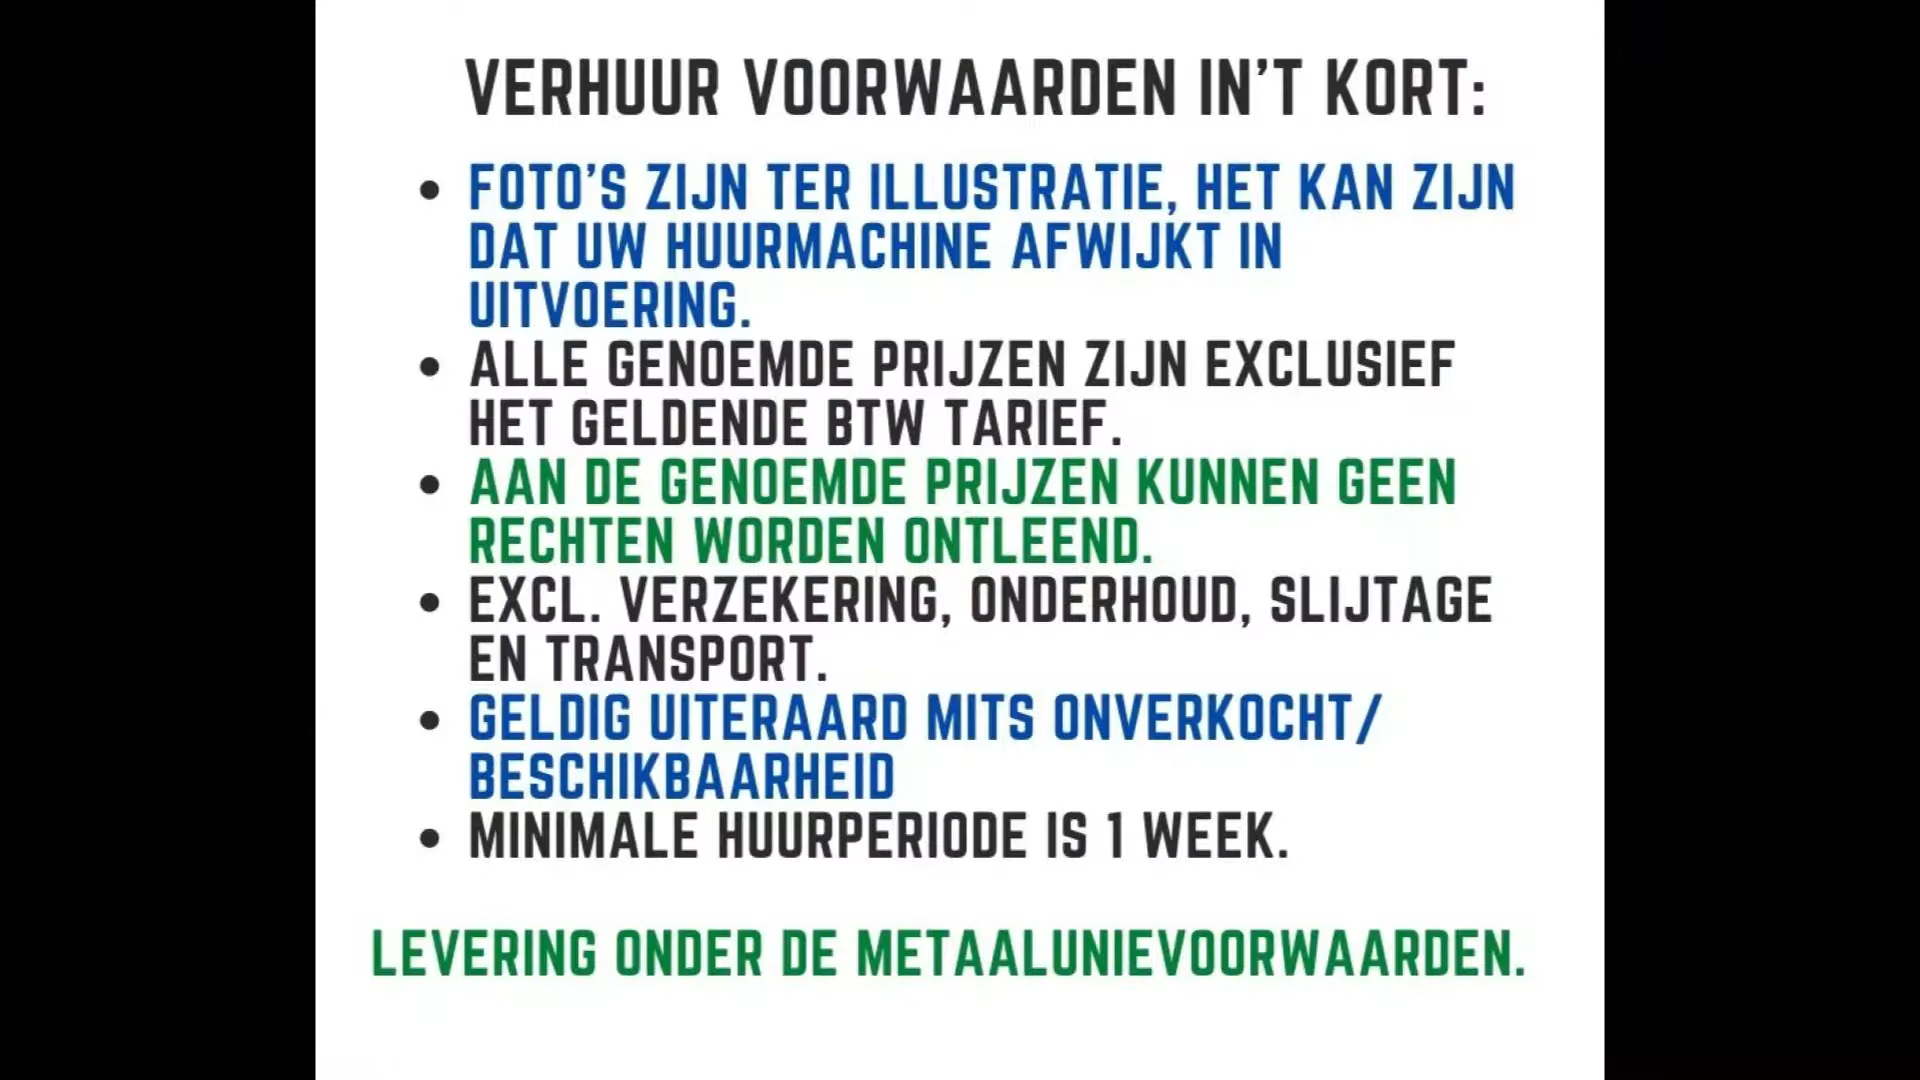 VERHUUR VOORWAARDEN IN'T KORT:
• FOTO'S ZIJN TER ILLUSTRATIE, HET KAN ZIJN
DAT UW HUURMACHINE AFWIJKT IN
UITVOERING.
• ALLE GENOEMDE PRIJZEN ZIJN EXCLUSIEF
HET GELDENDE BTW TARIEF.
• AAN DE GENOEMDE PRIJZEN KUNNEN GEEN
RECHTEN WORDEN ONTLEEND.
• EXCL. VERZEKERING, ONDERHOUD, SLIJTAGE
EN TRANSPORT.
• GELDIG UITERAARD MITS ONVERKOCHT/
BESCHIKBAARHEID
• MINIMALE HUURPERIODE IS 1 WEEK.
LEVERING ONDER DE METAALUNIEVOORWAARDEN.